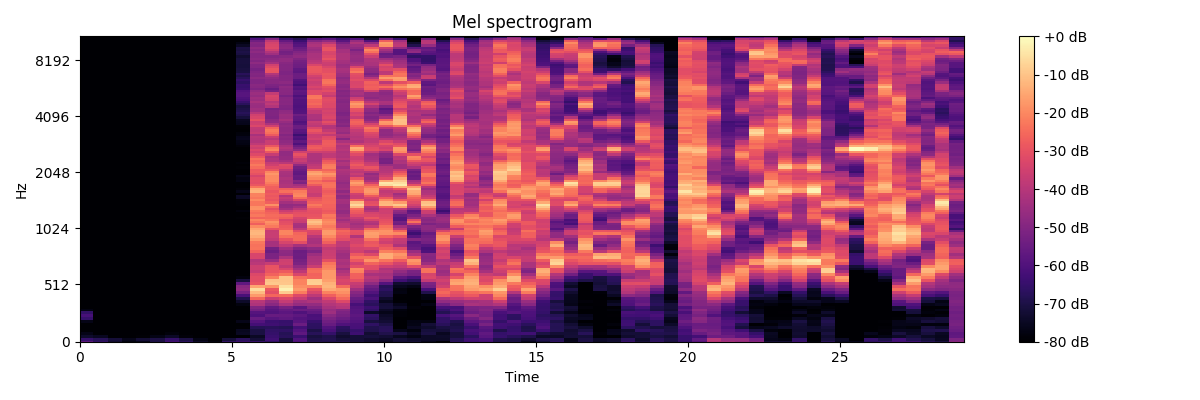 Mel spectrogram
Hz
8192
4096
2048
1024
512
0
0 5 10 15 20 25
Time
+0 dB
-10 dB
-20 dB
-30 dB
-40 dB
-50 dB
-60 dB
-70 dB
-80 dB